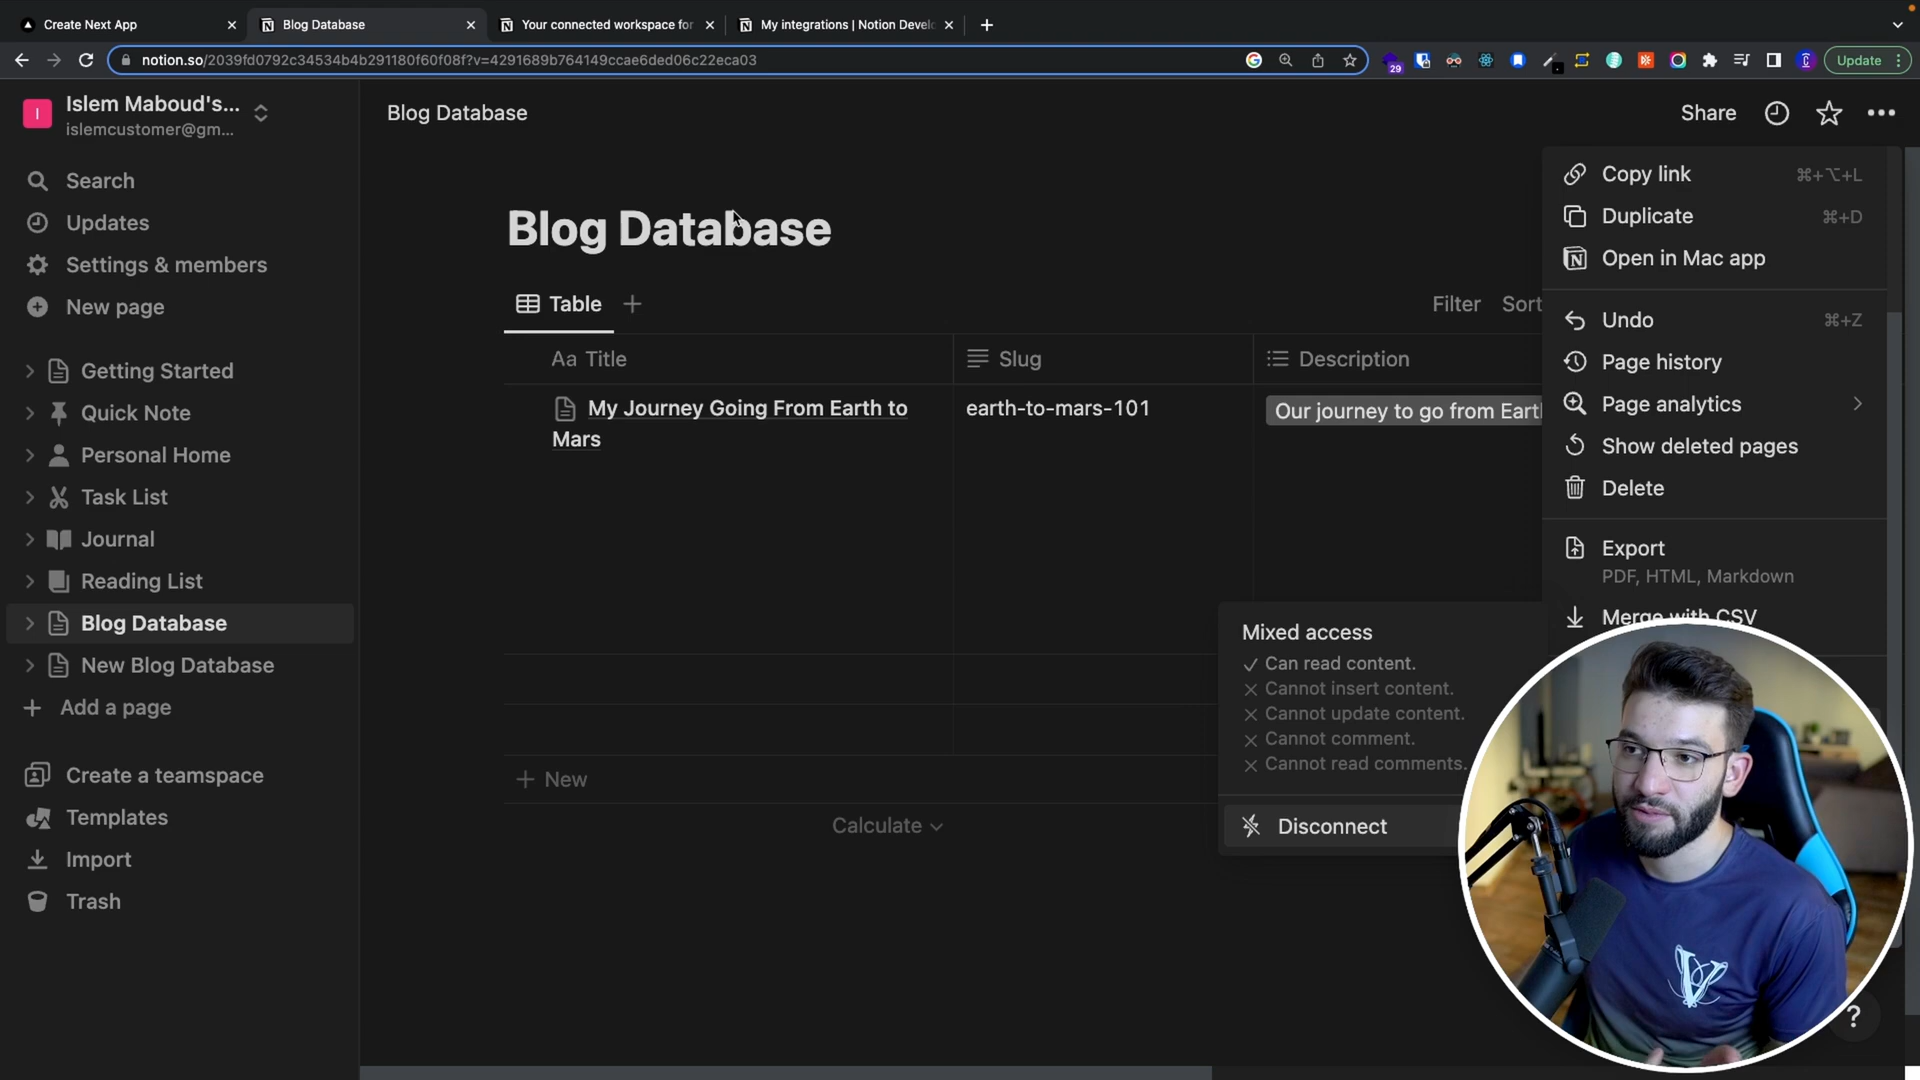 Create Next App
Blog Database
Your connected workspace for
My integrations | Notion Devel
notion.so/2039fd0792c34534b4b291180f60f08f?v=4291689b764149ccae6ded06c22eca03
29
Update
I
Islem Maboud's...
islemcustomer@gm...
Search
Updates
Settings & members
New page
Getting Started
Quick Note
Personal Home
Task List
Journal
Reading List
Blog Database
New Blog Database
Add a page
Create a teamspace
Templates
Import
Trash
Blog Database
Share
Blog Database
Table
Filter
Sort
Aa Title
Slug
Description
My Journey Going From Earth to
Mars
earth-to-mars-101
Our journey to go from Eart
New
Calculate
Copy link ⌘+⌥+L
Duplicate ⌘+D
Open in Mac app
Undo ⌘+Z
Page history
Page analytics
Show deleted pages
Delete
Export
PDF, HTML, Markdown
Merge with CSV
Mixed access
Can read content.
Cannot insert content.
Cannot update content.
Cannot comment.
Cannot read comments.
Disconnect
?